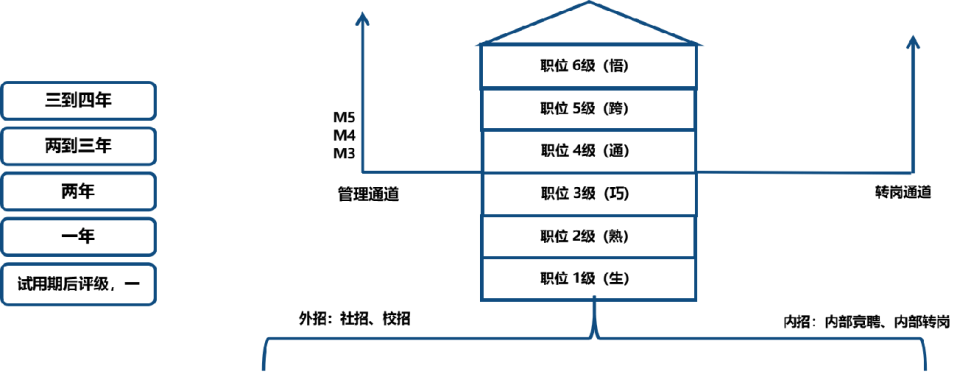 三到四年
两到三年
两年
一年
试用期后评级，一
M5
M4
M3
管理通道
职位 6级（悟）
职位 5级（跨）
职位 4级（通）
职位 3级（巧）
职位 2级（熟）
职位 1级（生）
转岗通道
外招：社招、校招
内招：内部竞聘、内部转岗